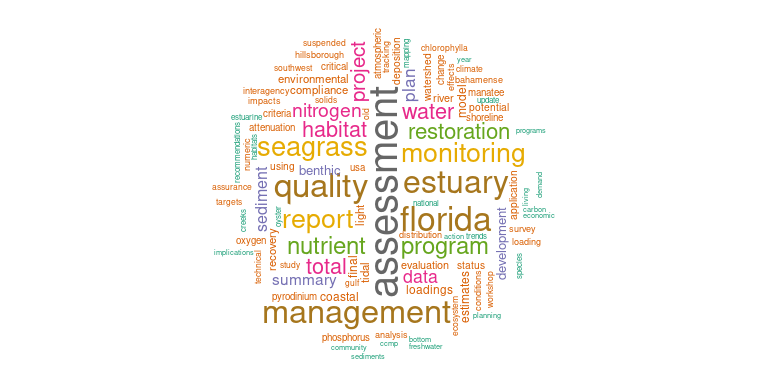 suspended
hillsborough
southwest
critical
environmental
interagency
compliance
impacts
solids
project
atmospheric
tracking
deposition
mapping
chlorophylla
year
watershed
change
effects
climate
bahamense
manatee
model
update
potential
shoreline
plan
river
estuarine
criteria
nitrogen
old
water
attenuation
habitat
restoration
programs
recommendations
numeric
habitats
seagrass
assessment
monitoring
using
benthic
usa
assurance
sediment
quality
estuary
application
living
demand
targets
carbon
economic
national
creeks
oyster
report
light
florida
distribution
action
trends
development
survey
loading
oxygen
implications
recovery
nutrient
program
technical
study
total
final
tidal
evaluation
status
species
summary
gulf
data
loadings
estimates
conditions
workshop
pyrodinium
coastal
management
ecosystem
planning
phosphorus
analysis
ccmp
bottom
freshwater
community
sediments